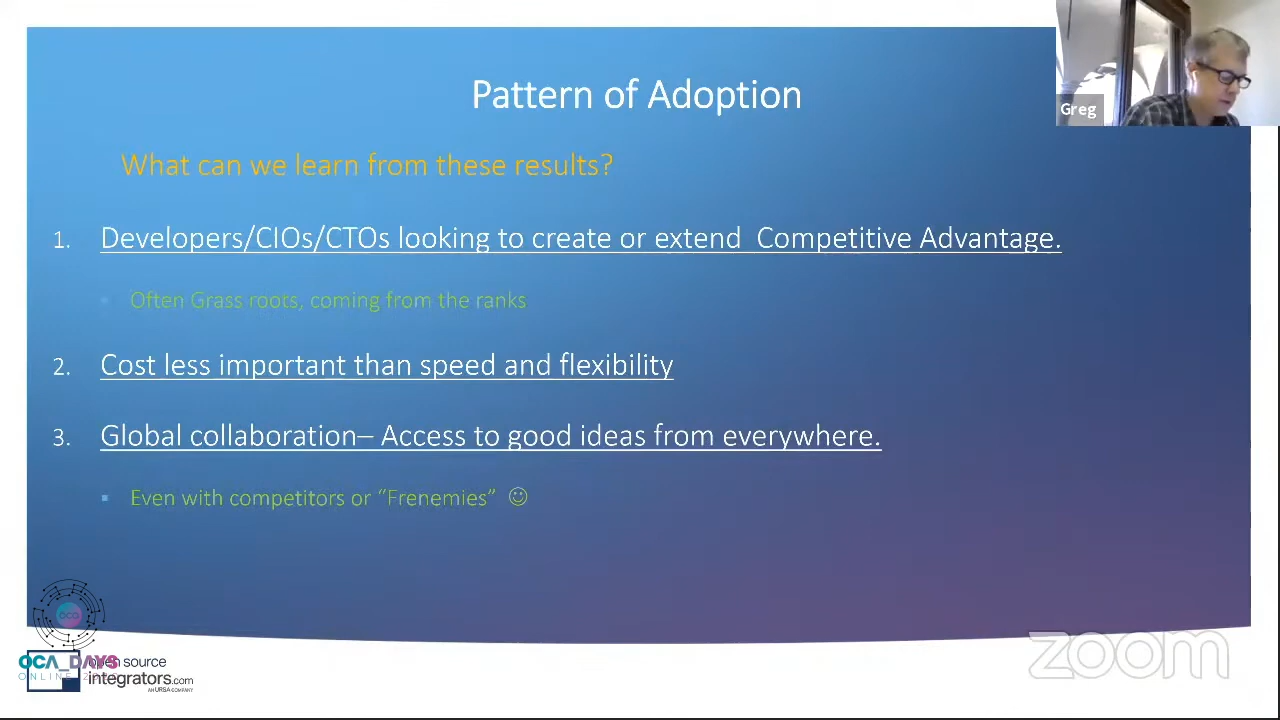 Pattern of Adoption
Greg
What can we learn from these results?
1. Developers/CIOs/CTOs looking to create or extend Competitive Advantage.
Often Grass roots, coming from the ranks
2. Cost less important than speed and flexibility
3. Global collaboration– Access to good ideas from everywhere.
▪ Even with competitors or “Frenemies” ☺
oca
OCA_DAYS
ONLINE
open source
integrators.com
AN URSA COMPANY
zoom